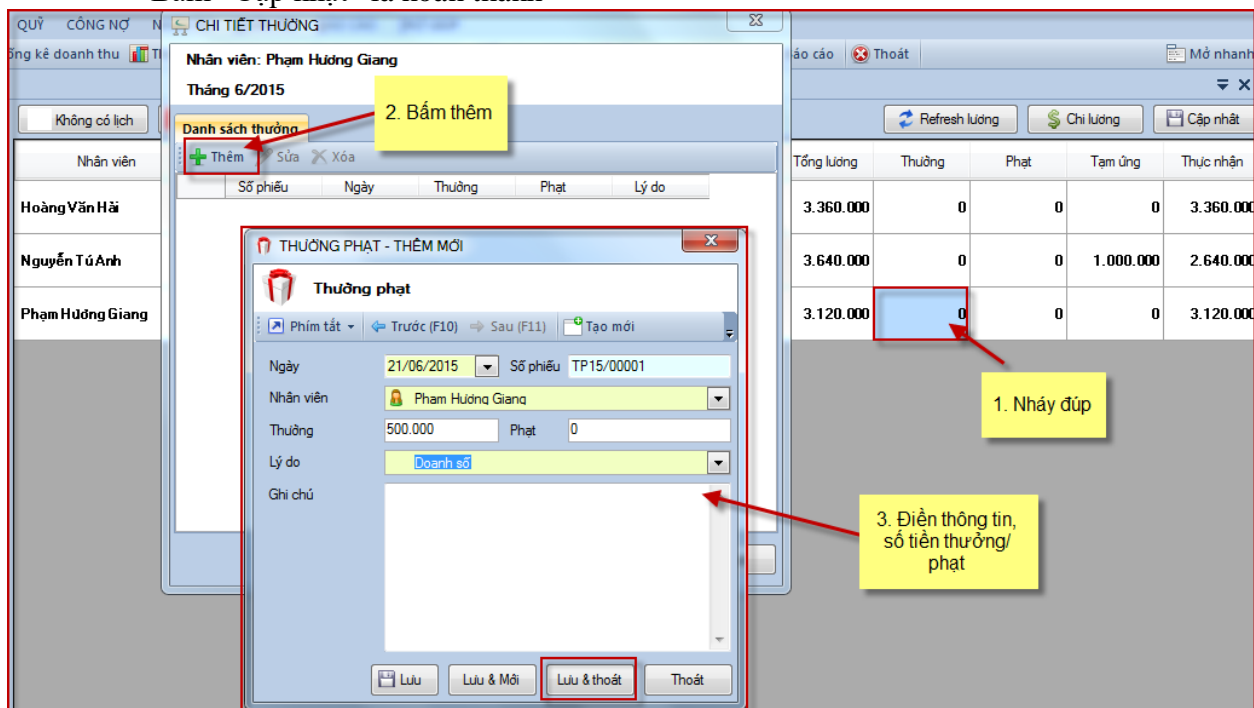 QUỸ CÔNG NỢ N CHI TIẾT THƯỞNG
ống kê doanh thu
Nhân viên: Phạm Hương Giang
áo cáo Thoát Mở nhanh
Tháng 6/2015
2. Bấm thêm
Không có lịch
Danh sách thưởng
Refresh lương Chi lương Cập nhât
Thêm Sửa Xóa
Nhân viên
Tổng lương Thưởng Phạt Tạm ứng Thực nhận
Số phiếu Ngày Thưởng Phạt Lý do
Hoàng Văn Hải 3.360.000 0 0 0 3.360.000
THƯỞNG PHẠT - THÊM MỚI
Nguyễn Tú Anh 3.640.000 0 0 1.000.000 2.640.000
Thưởng phạt
Phạm Hương Giang 3.120.000 0 0 0 3.120.000
Phím tắt Trước (F10) Sau (F11) Tạo mới
Ngày 21/06/2015 Số phiếu TP15/00001
Nhân viên Phạm Hương Giang
1. Nháy đúp
Thưởng 500.000 Phạt 0
Lý do Doanh số
Ghi chú
3. Điền thông tin,
số tiền thưởng/
phạt
Lưu Lưu & Mới Lưu & thoát Thoát